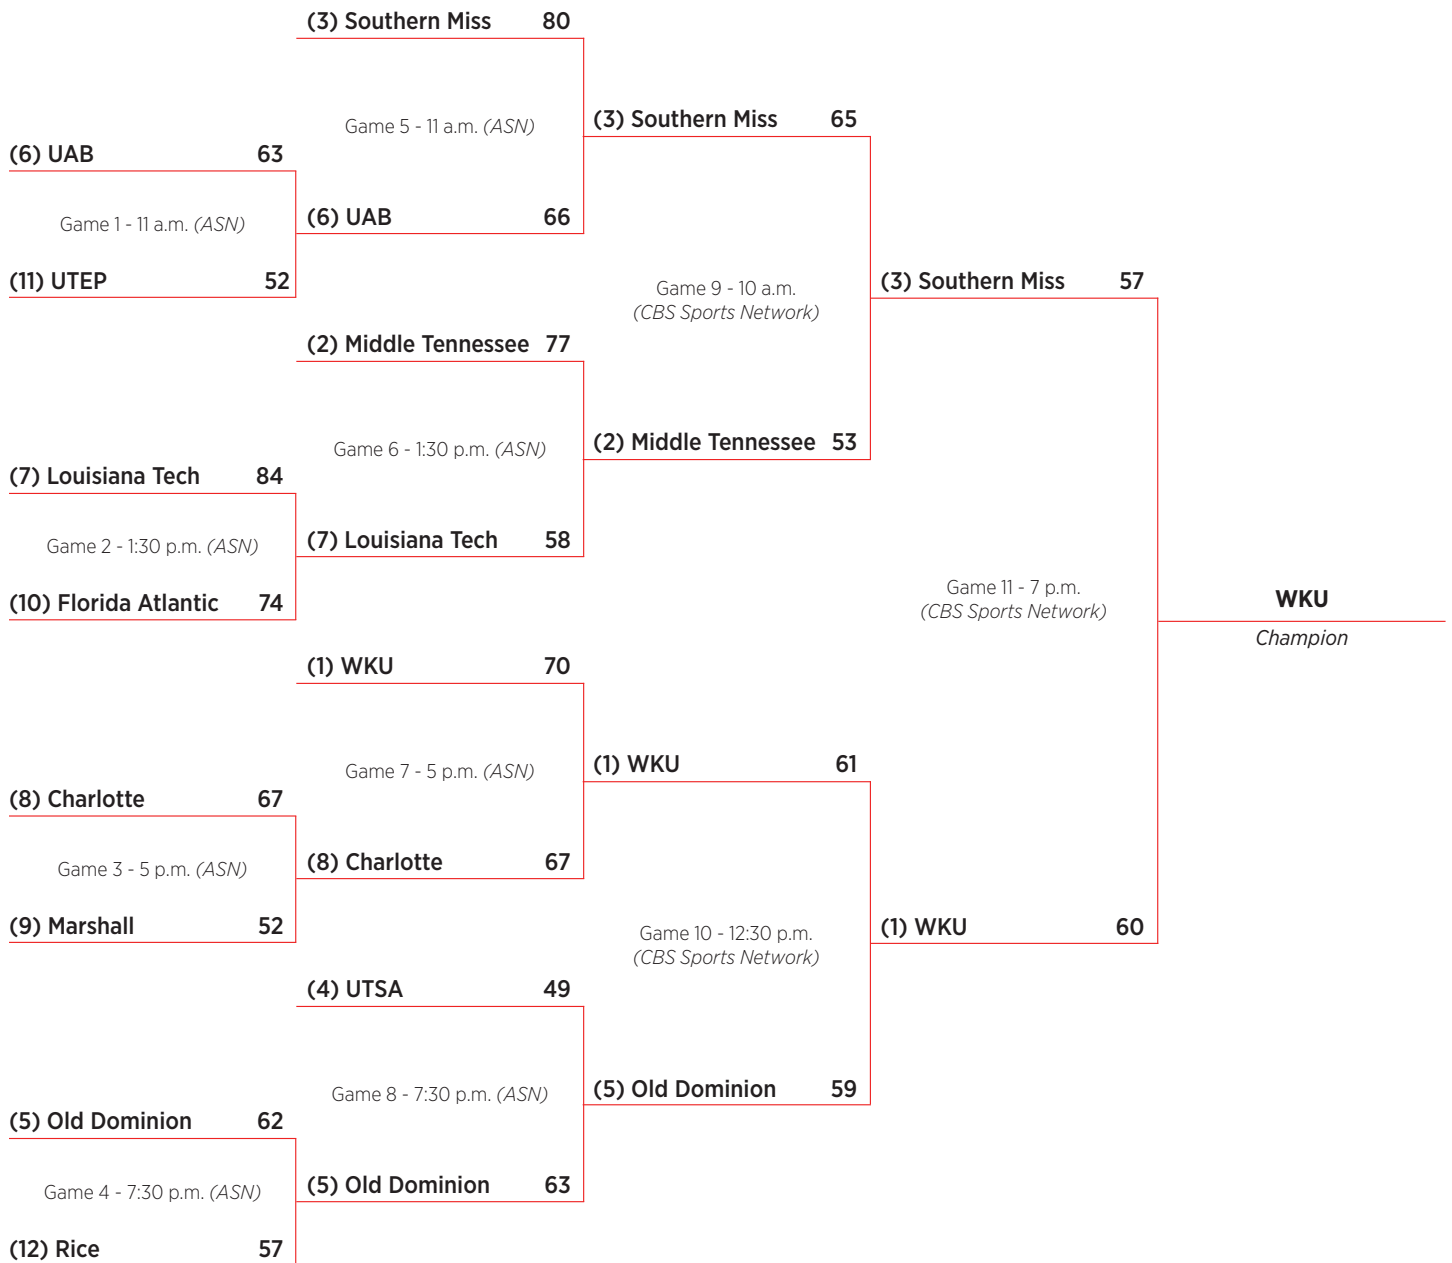 (3) Southern Miss 80
Game 5 - 11 a.m. (ASN)
(3) Southern Miss 65
(6) UAB 63
Game 1 - 11 a.m. (ASN)
(6) UAB 66
(11) UTEP 52
Game 9 - 10 a.m.
(CBS Sports Network)
(3) Southern Miss 57
(2) Middle Tennessee 77
Game 6 - 1:30 p.m. (ASN)
(2) Middle Tennessee 53
(7) Louisiana Tech 84
Game 2 - 1:30 p.m. (ASN)
(7) Louisiana Tech 58
(10) Florida Atlantic 74
Game 11 - 7 p.m.
(CBS Sports Network)
WKU
Champion
(1) WKU 70
Game 7 - 5 p.m. (ASN)
(1) WKU 61
(8) Charlotte 67
Game 3 - 5 p.m. (ASN)
(8) Charlotte 67
(9) Marshall 52
Game 10 - 12:30 p.m.
(CBS Sports Network)
(1) WKU 60
(4) UTSA 49
Game 8 - 7:30 p.m. (ASN)
(5) Old Dominion 59
(5) Old Dominion 62
Game 4 - 7:30 p.m. (ASN)
(5) Old Dominion 63
(12) Rice 57